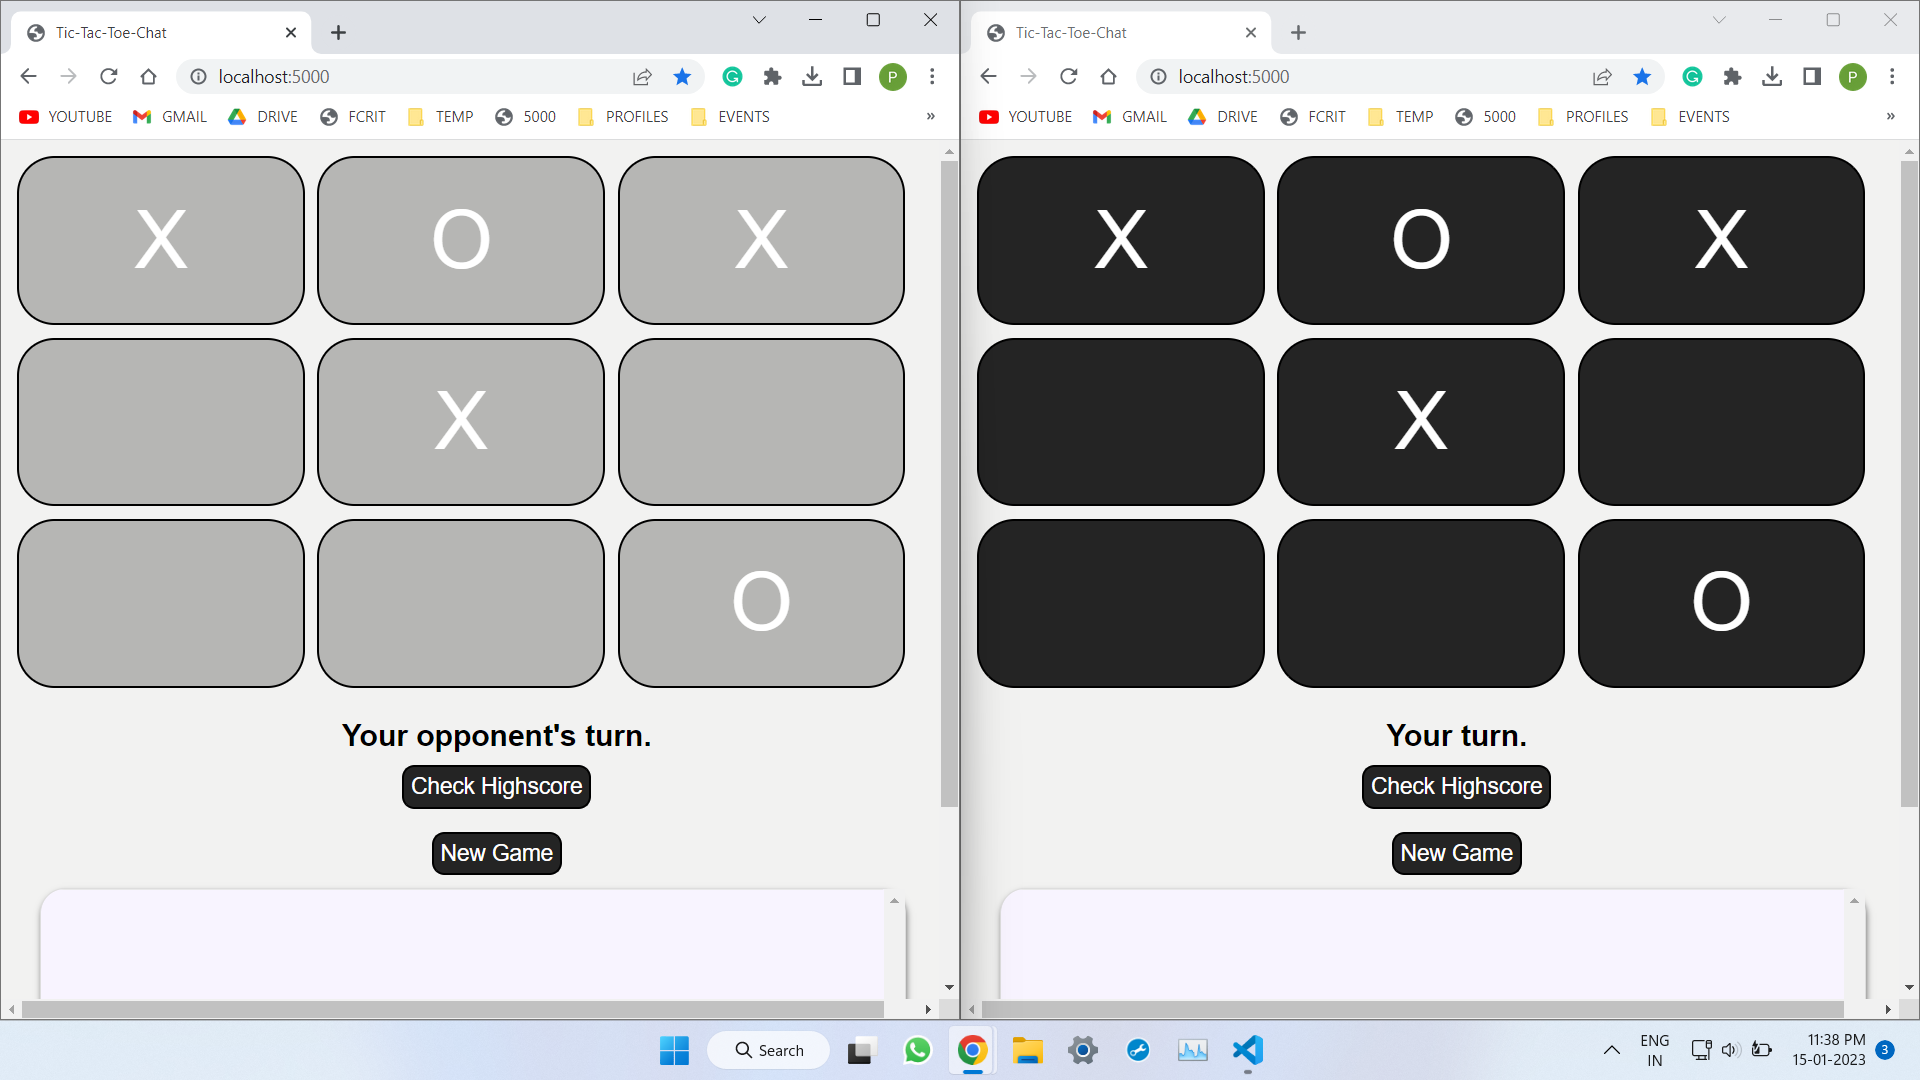 Tic-Tac-Toe-Chat
localhost:5000
P
YOUTUBE GMAIL DRIVE FCRIT TEMP 5000 PROFILES EVENTS »
X O X
X
O
Your opponent's turn.
Check Highscore
New Game
Tic-Tac-Toe-Chat
localhost:5000
P
YOUTUBE GMAIL DRIVE FCRIT TEMP 5000 PROFILES EVENTS »
X O X
X
O
Your turn.
Check Highscore
New Game
Search
ENG
IN
11:38 PM
15-01-2023
3